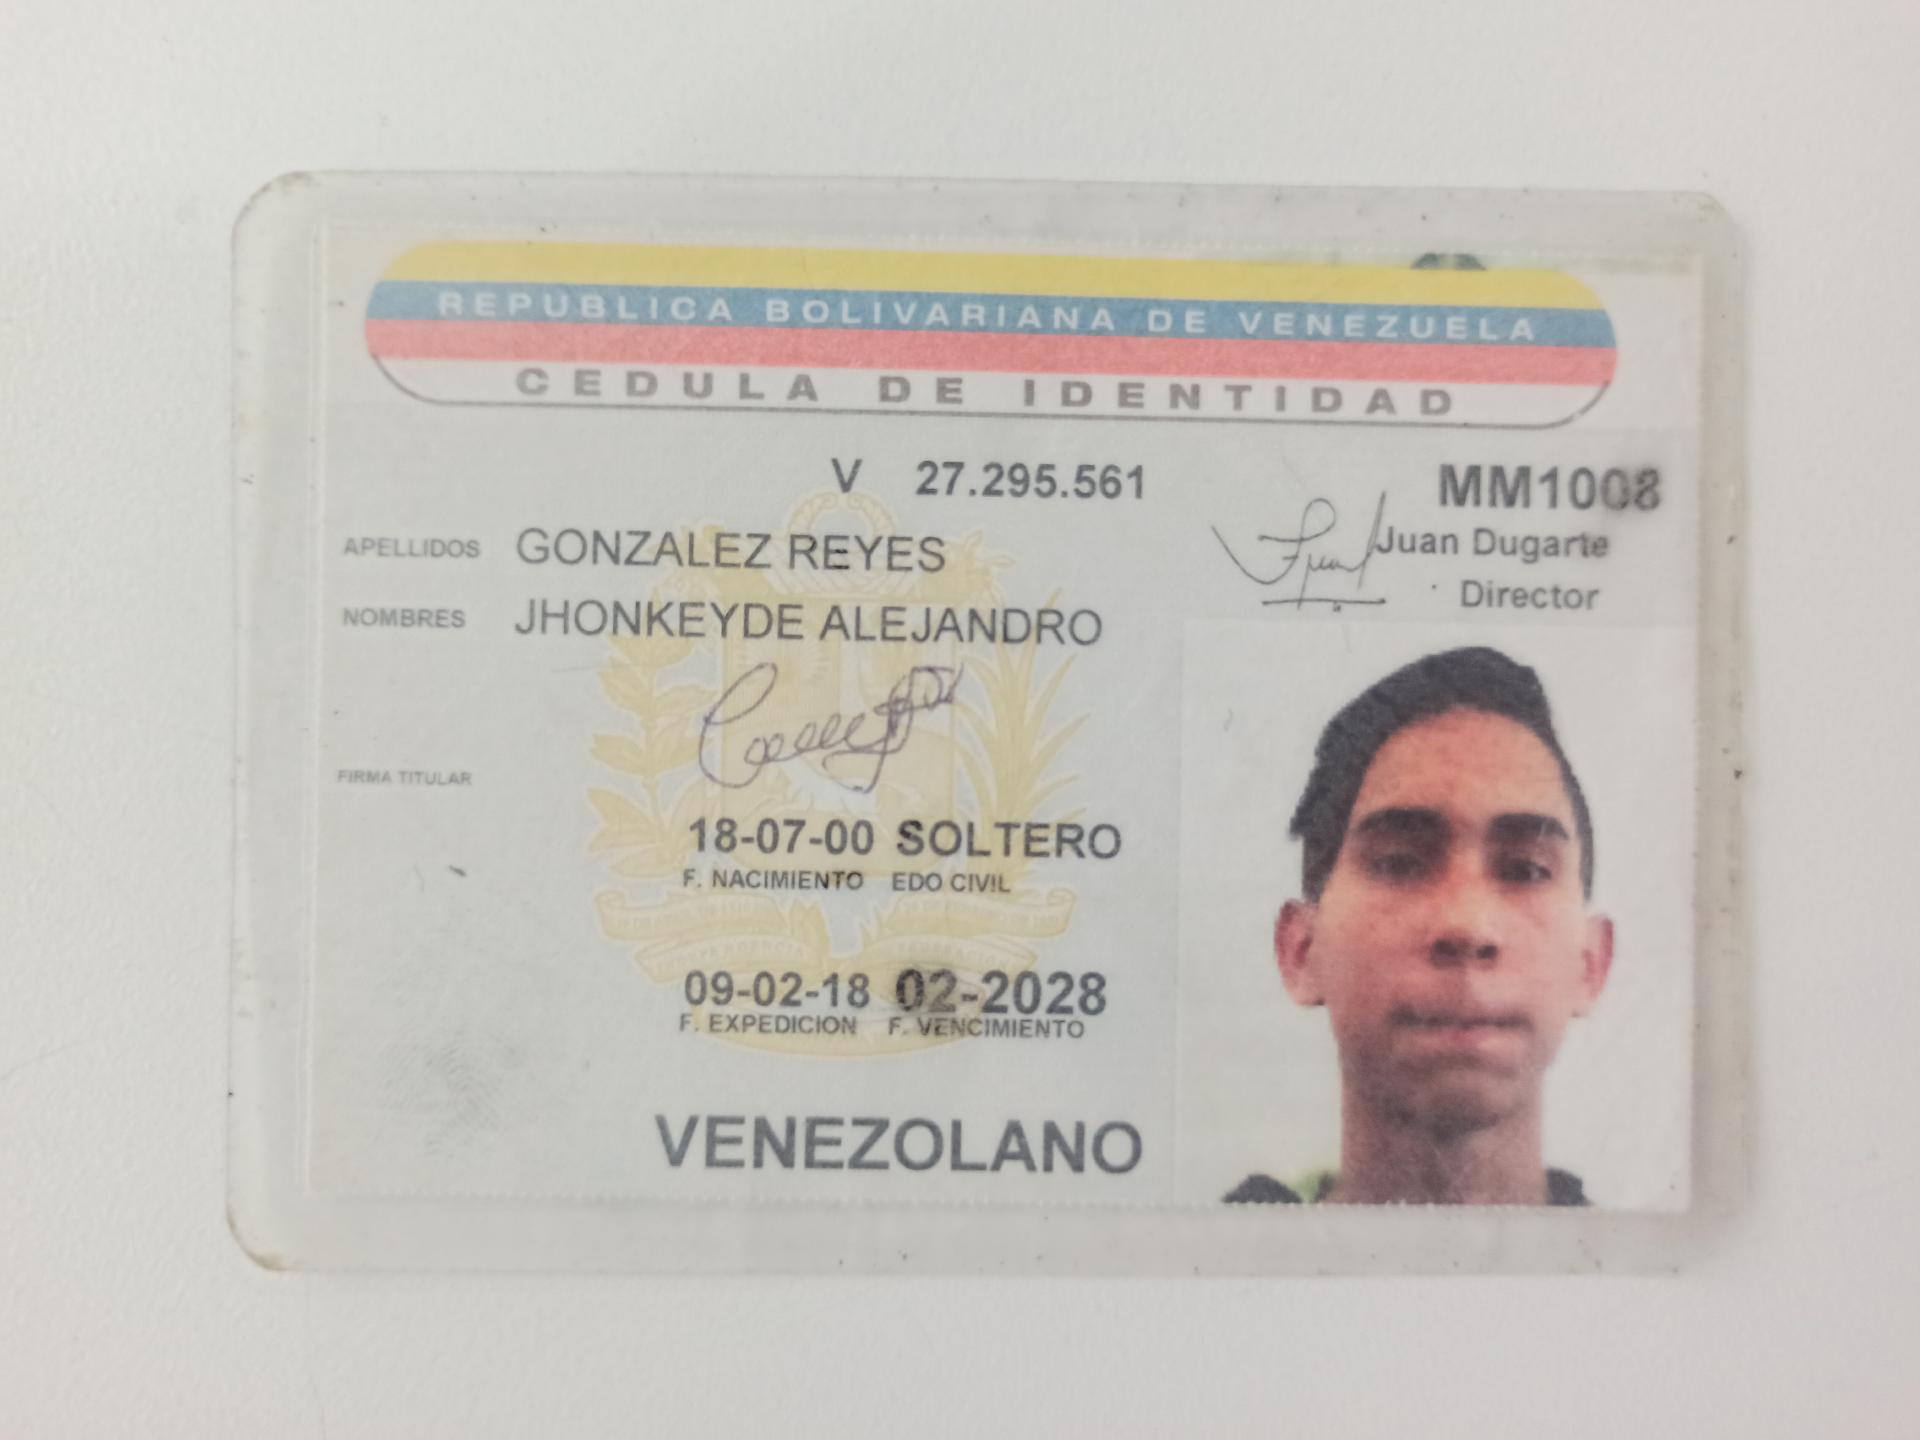 REPUBLICA BOLIVARIANA DE VENEZUELA
CEDULA DE IDENTIDAD
V 27.295.561
MM1008
Juan Dugarte
Director
APELLIDOS GONZALEZ REYES
NOMBRES JHONKEYDE ALEJANDRO
FIRMA TITULAR
18-07-00 SOLTERO
F. NACIMIENTO EDO CIVIL
09-02-18 02-2028
F. EXPEDICION F. VENCIMIENTO
VENEZOLANO